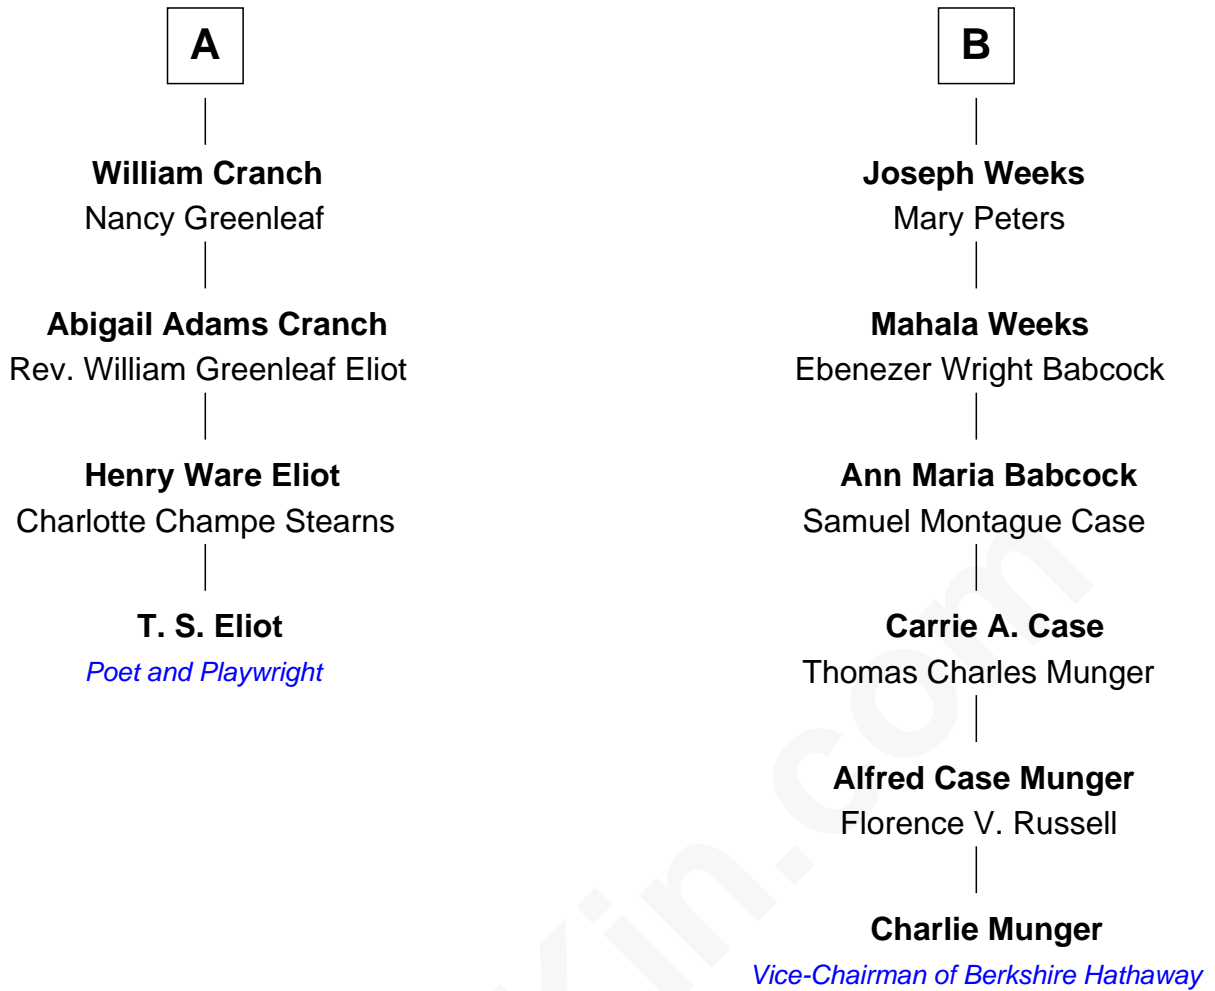 A
William Cranch
Nancy Greenleaf
Abigail Adams Cranch
Rev. William Greenleaf Eliot
Henry Ware Eliot
Charlotte Champe Stearns
T. S. Eliot
Poet and Playwright
B
Joseph Weeks
Mary Peters
Mahala Weeks
Ebenezer Wright Babcock
Ann Maria Babcock
Samuel Montague Case
Carrie A. Case
Thomas Charles Munger
Alfred Case Munger
Florence V. Russell
Charlie Munger
Vice-Chairman of Berkshire Hathaway
Kin.com